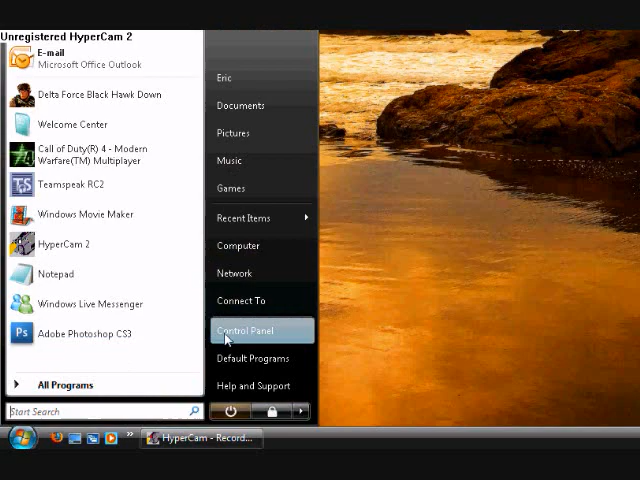 Unregistered HyperCam 2
E-mail
Microsoft Office Outlook
Delta Force Black Hawk Down
Welcome Center
Call of Duty(R) 4 - Modern
Warfare(TM) Multiplayer
Teamspeak RC2
Windows Movie Maker
HyperCam 2
Notepad
Windows Live Messenger
Ps
Adobe Photoshop CS3
All Programs
Start Search
Eric
Documents
Pictures
Music
Games
Recent Items
Computer
Network
Connect To
Control Panel
Default Programs
Help and Support
HyperCam - Record...